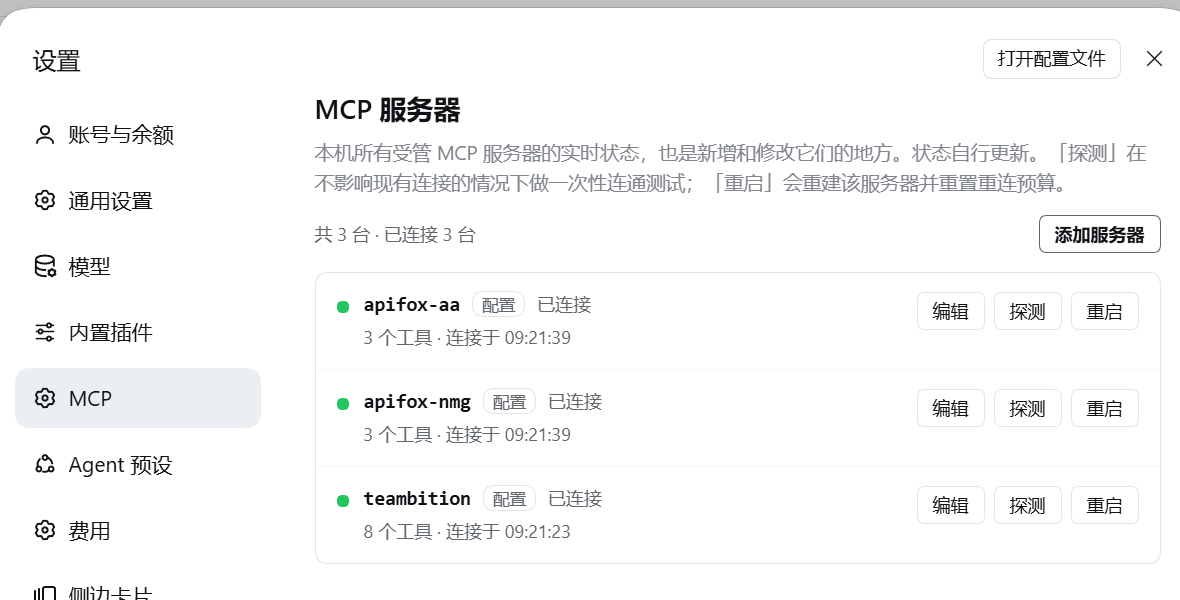 设置
打开配置文件
账号与余额
通用设置
模型
内置插件
MCP
Agent 预设
费用
侧边卡片
MCP 服务器
本机所有受管 MCP 服务器的实时状态，也是新增和修改它们的地方。状态自行更新。「探测」在
不影响现有连接的情况下做一次性连通测试；「重启」会重建该服务器并重置重连预算。
共 3 台 · 已连接 3 台
添加服务器
apifox-aa 配置 已连接
3 个工具 · 连接于 09:21:39
编辑 探测 重启
apifox-nmg 配置 已连接
3 个工具 · 连接于 09:21:39
编辑 探测 重启
teambition 配置 已连接
8 个工具 · 连接于 09:21:23
编辑 探测 重启